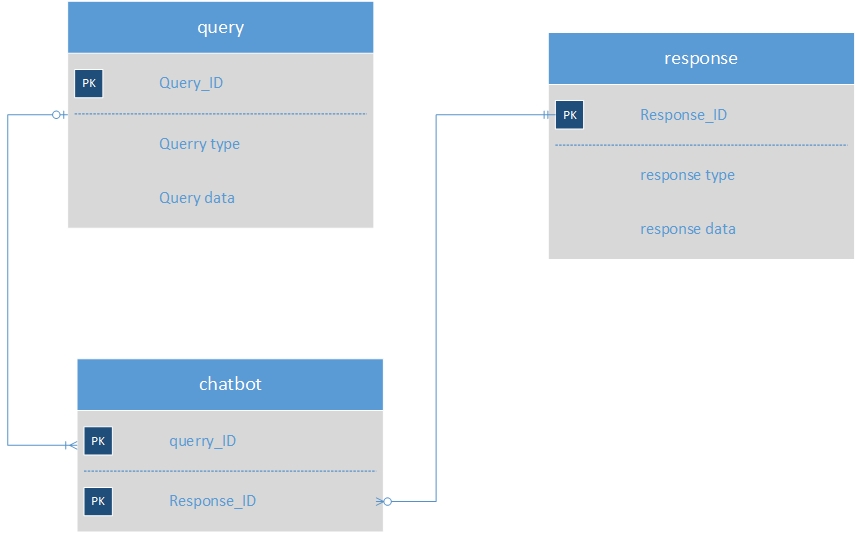 query
PK Query_ID
Querry type
Query data
response
PK Response_ID
response type
response data
chatbot
PK querry_ID
PK Response_ID